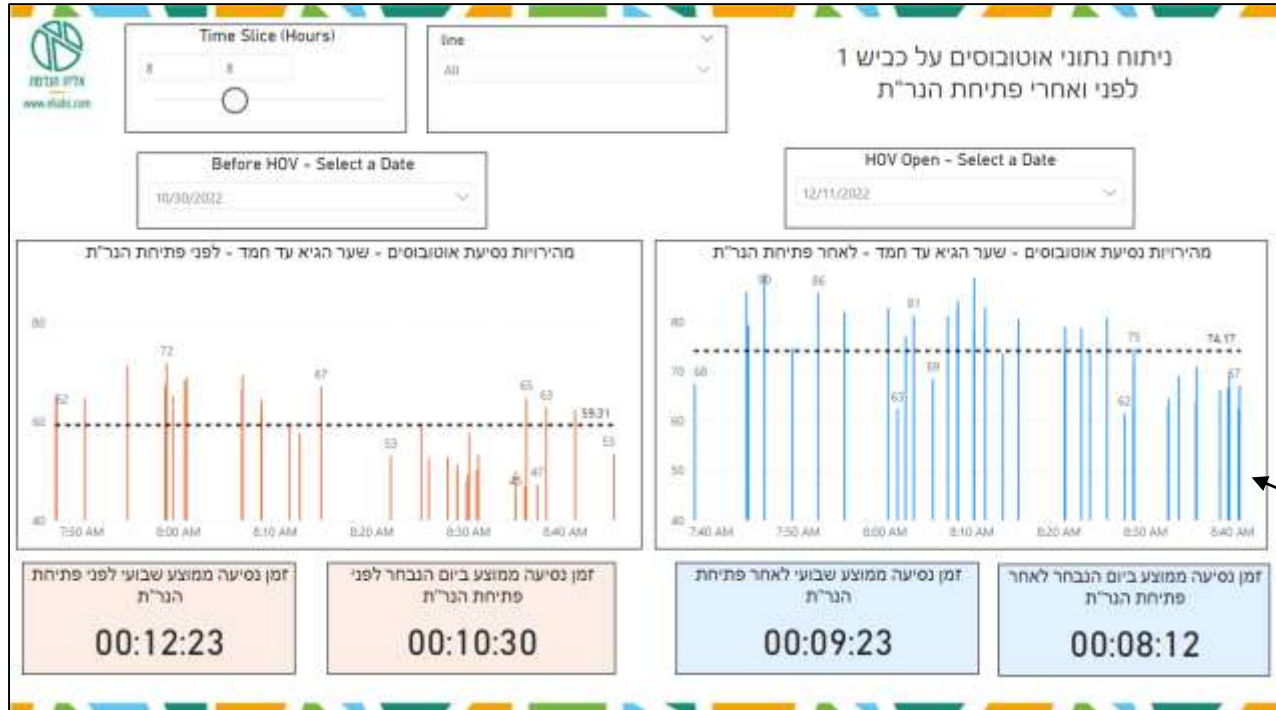 Time Slice (Hours)
8 8
line
All
ניתוח נתוני אוטובוסים על כביש 1
לפני ואחרי פתיחת הנר"ת
אליו הנדסה
www.eliabs.com
Before HOV - Select a Date
10/30/2022
HOV Open - Select a Date
12/11/2022
מהירויות נסיעת אוטובוסים - שער הגיא עד חמד - לפני פתיחת הנר"ת
80
60
40
62
72
67
53
45
47
65
63
59.31
53
7:50 AM 8:00 AM 8:10 AM 8:20 AM 8:30 AM 8:40 AM
מהירויות נסיעת אוטובוסים - שער הגיא עד חמד - לאחר פתיחת הנר"ת
80
70
60
50
40
68
90
86
63
81
69
62
75
74.17
67
7:40 AM 7:50 AM 8:00 AM 8:10 AM 8:20 AM 8:30 AM 8:40 AM
זמן נסיעה ממוצע שבועי לפני פתיחת
הנר"ת
00:12:23
זמן נסיעה ממוצע ביום הנבחר לפני
פתיחת הנר"ת
00:10:30
זמן נסיעה ממוצע שבועי לאחר פתיחת
הנר"ת
00:09:23
זמן נסיעה ממוצע ביום הנבחר לאחר
פתיחת הנר"ת
00:08:12